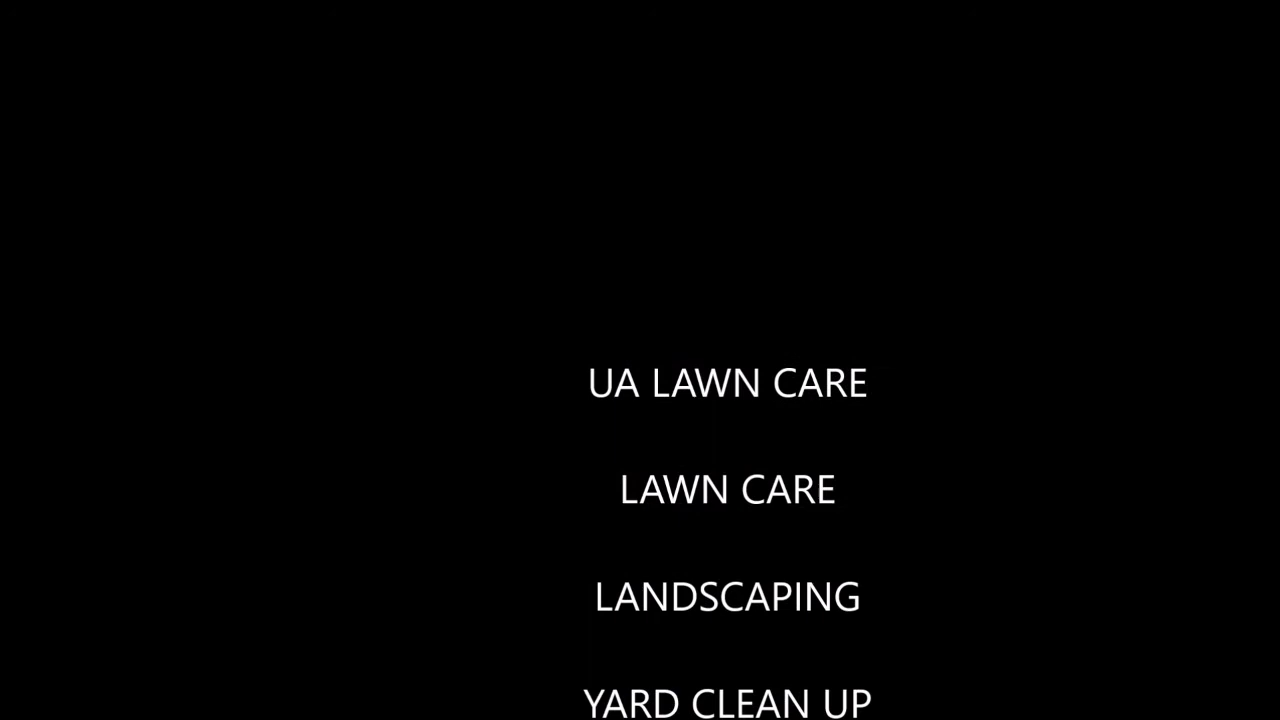 UA LAWN CARE
LAWN CARE
LANDSCAPING
YARD CLEAN UP